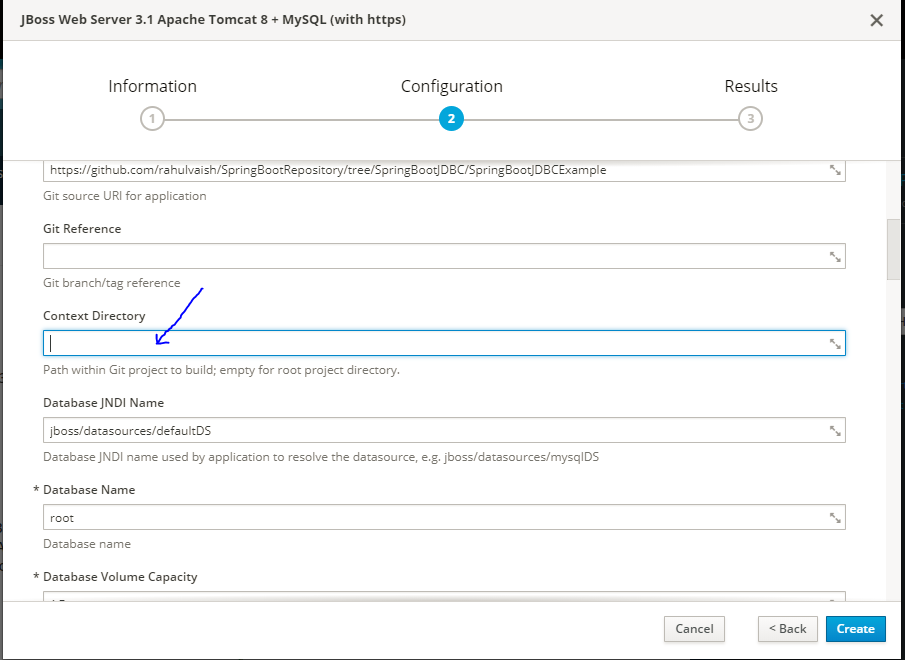 JBoss Web Server 3.1 Apache Tomcat 8 + MySQL (with https)
Information Configuration Results
1 2 3
https://github.com/rahulvaish/SpringBootRepository/tree/SpringBootJDBC/SpringBootJDBCExample
Git source URI for application
Git Reference
Git branch/tag reference
Context Directory
Path within Git project to build; empty for root project directory.
Database JNDI Name
jboss/datasources/defaultDS
Database JNDI name used by application to resolve the datasource, e.g. jboss/datasources/mysqlDS
* Database Name
root
Database name
* Database Volume Capacity
Cancel < Back Create